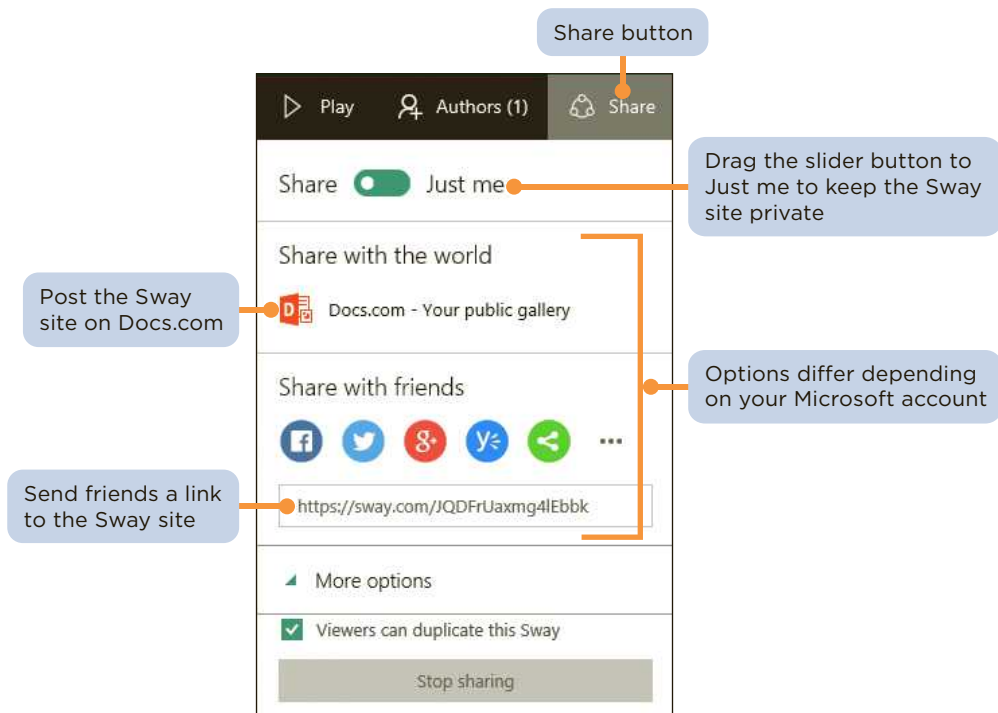 Share button
Play
Authors (1)
Share
Share
Just me
Drag the slider button to
Just me to keep the Sway
site private
Share with the world
Post the Sway
site on Docs.com
D
Docs.com - Your public gallery
Options differ depending
on your Microsoft account
Share with friends
Send friends a link
to the Sway site
https://sway.com/JQDFrUaxmg4lEbbk
More options
Viewers can duplicate this Sway
Stop sharing